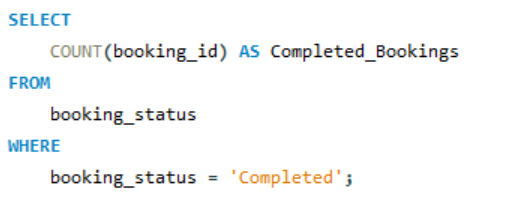 SELECT
COUNT(booking_id) AS Completed_Bookings
FROM
booking_status
WHERE
booking_status = 'Completed';